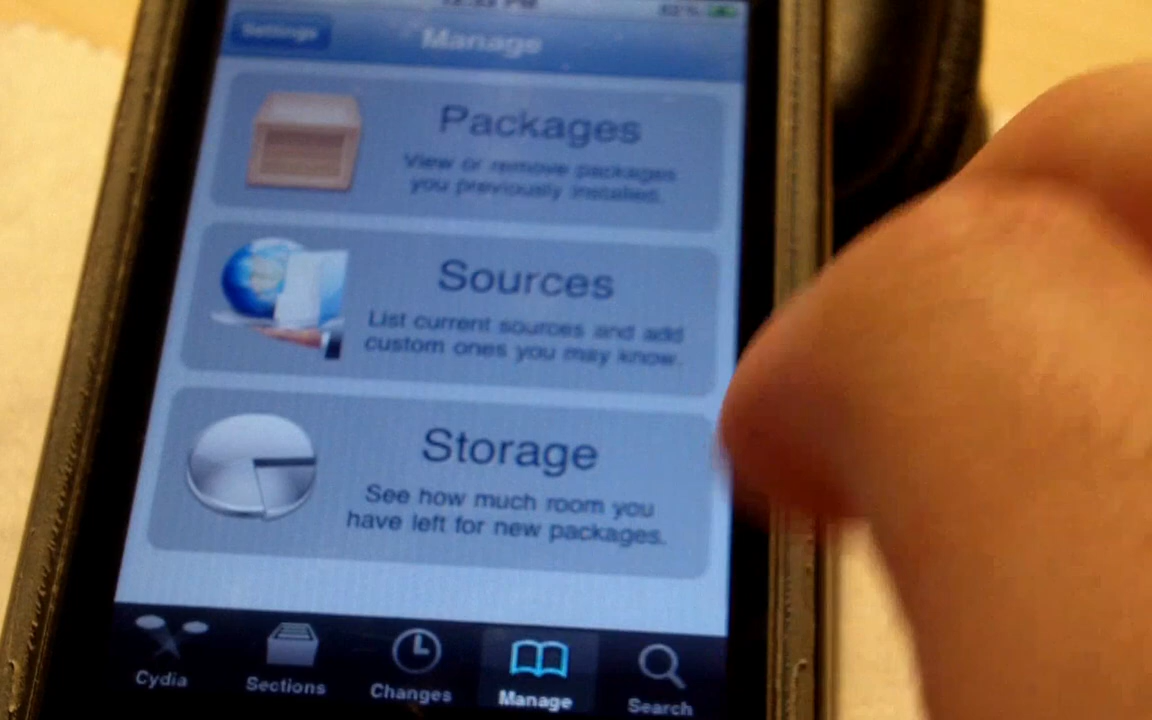 Settings
Manage
Packages
View or remove packages
you previously installed.
Sources
List current sources and add
custom ones you may know.
Storage
See how much room you
have left for new packages.
Cydia
Sections
Changes
Manage
Search